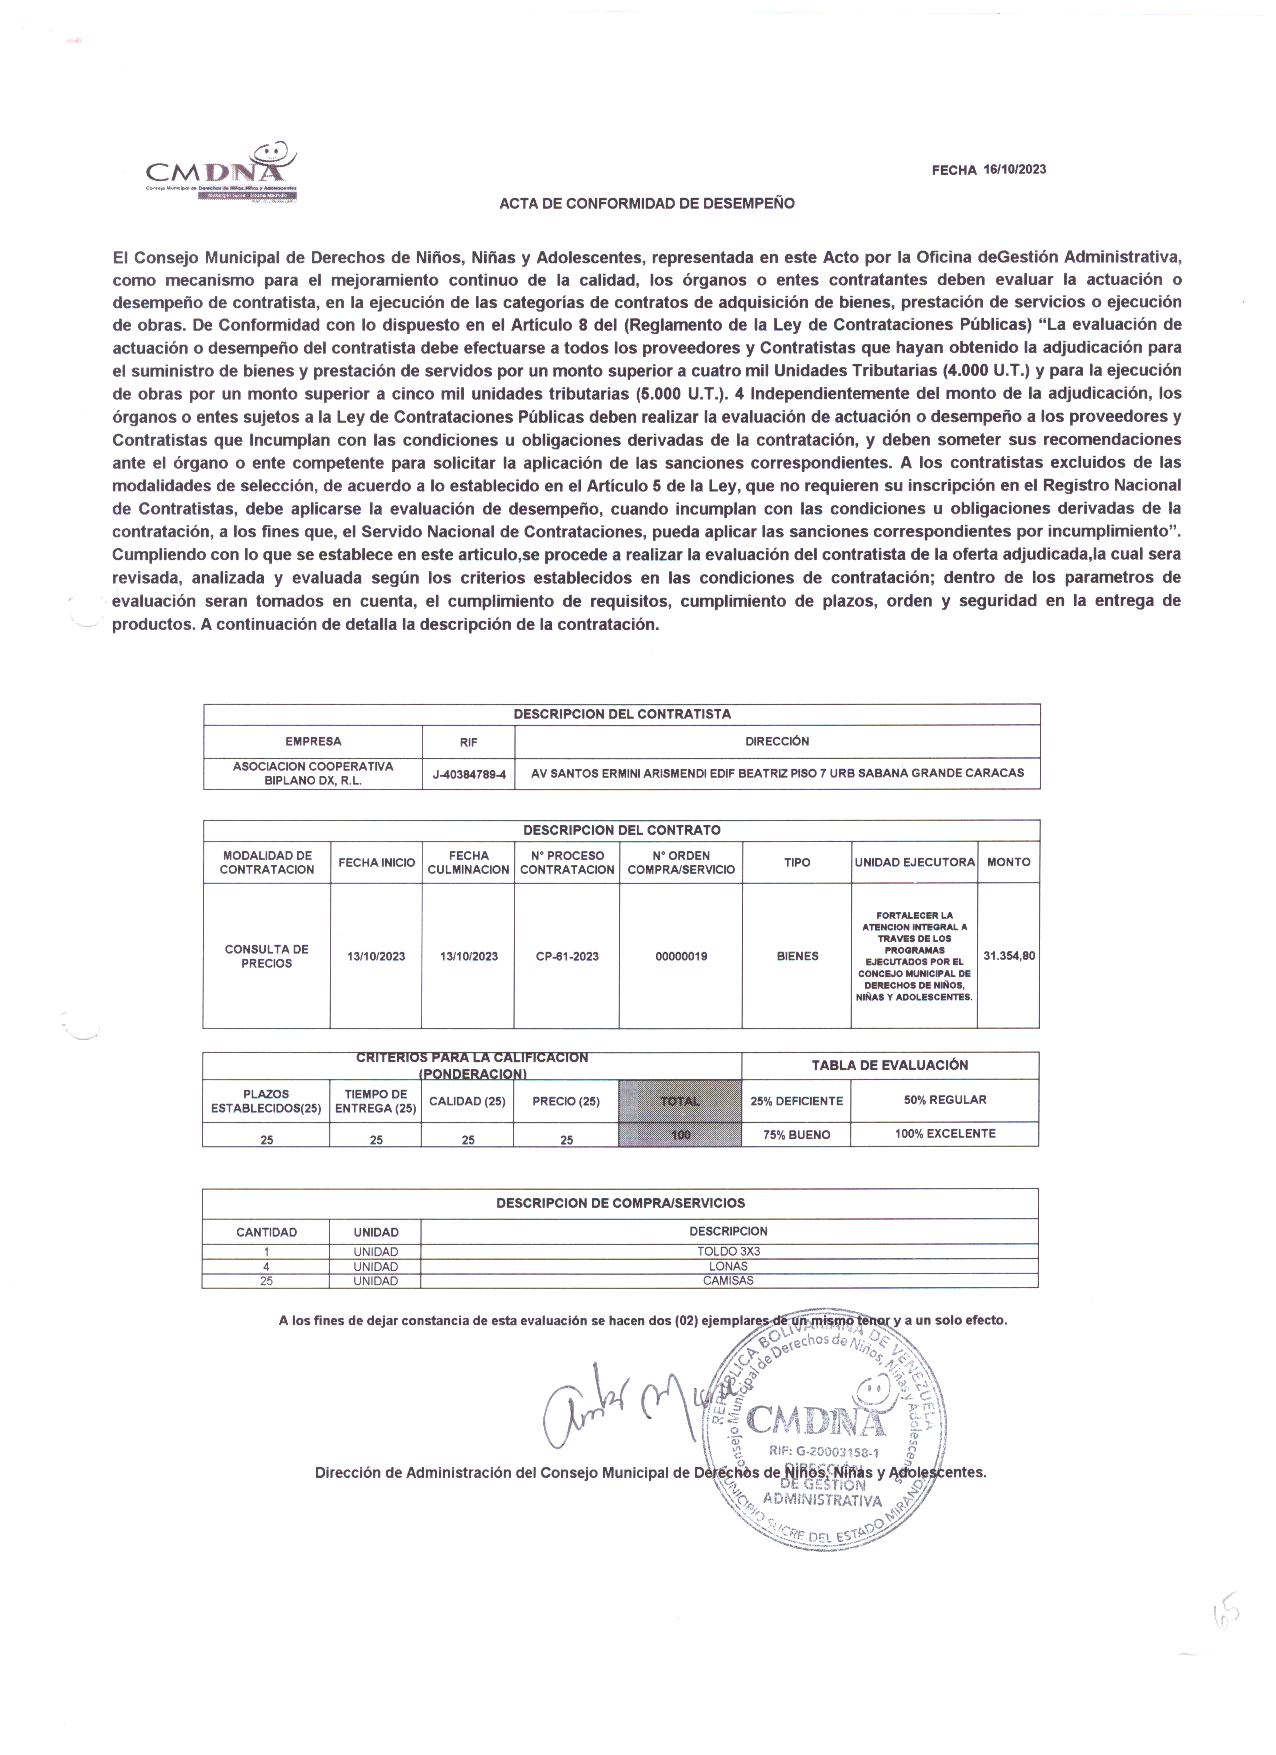 CMDNA
Consejo Municipal de Derechos de Niños, Niñas y Adolescentes
FECHA 16/10/2023
ACTA DE CONFORMIDAD DE DESEMPEÑO
El Consejo Municipal de Derechos de Niños, Niñas y Adolescentes, representada en este Acto por la Oficina deGestión Administrativa,
como mecanismo para el mejoramiento continuo de la calidad, los órganos o entes contratantes deben evaluar la actuación o
desempeño de contratista, en la ejecución de las categorías de contratos de adquisición de bienes, prestación de servicios o ejecución
de obras. De Conformidad con lo dispuesto en el Artículo 8 del (Reglamento de la Ley de Contrataciones Públicas) “La evaluación de
actuación o desempeño del contratista debe efectuarse a todos los proveedores y Contratistas que hayan obtenido la adjudicación para
el suministro de bienes y prestación de servidos por un monto superior a cuatro mil Unidades Tributarias (4.000 U.T.) y para la ejecución
de obras por un monto superior a cinco mil unidades tributarias (5.000 U.T.). 4 Independientemente del monto de la adjudicación, los
órganos o entes sujetos a la Ley de Contrataciones Públicas deben realizar la evaluación de actuación o desempeño a los proveedores y
Contratistas que Incumplan con las condiciones u obligaciones derivadas de la contratación, y deben someter sus recomendaciones
ante el órgano o ente competente para solicitar la aplicación de las sanciones correspondientes. A los contratistas excluidos de las
modalidades de selección, de acuerdo a lo establecido en el Artículo 5 de la Ley, que no requieren su inscripción en el Registro Nacional
de Contratistas, debe aplicarse la evaluación de desempeño, cuando incumplan con las condiciones u obligaciones derivadas de la
contratación, a los fines que, el Servido Nacional de Contrataciones, pueda aplicar las sanciones correspondientes por incumplimiento”.
Cumpliendo con lo que se establece en este articulo,se procede a realizar la evaluación del contratista de la oferta adjudicada,la cual sera
revisada, analizada y evaluada según los criterios establecidos en las condiciones de contratación; dentro de los parametros de
evaluación seran tomados en cuenta, el cumplimiento de requisitos, cumplimiento de plazos, orden y seguridad en la entrega de
productos. A continuación de detalla la descripción de la contratación.
DESCRIPCION DEL CONTRATISTA
EMPRESA RIF DIRECCIÓN
ASOCIACION COOPERATIVA
BIPLANO DX, R.L. J-40384789-4 AV SANTOS ERMINI ARISMENDI EDIF BEATRIZ PISO 7 URB SABANA GRANDE CARACAS
DESCRIPCION DEL CONTRATO
MODALIDAD DE
CONTRATACION
FECHA INICIO
FECHA
CULMINACION
N° PROCESO
CONTRATACION
N° ORDEN
COMPRA/SERVICIO
TIPO
UNIDAD EJECUTORA
MONTO
CONSULTA DE
PRECIOS
13/10/2023
13/10/2023
CP-61-2023
00000019
BIENES
FORTALECER LA
ATENCION INTEGRAL A
TRAVES DE LOS
PROGRAMAS
EJECUTADOS POR EL
CONCEJO MUNICIPAL DE
DERECHOS DE NIÑOS,
NIÑAS Y ADOLESCENTES.
31.354,80
CRITERIOS PARA LA CALIFICACION
(PONDERACION)
TABLA DE EVALUACIÓN
PLAZOS
ESTABLECIDOS(25)
TIEMPO DE
ENTREGA (25)
CALIDAD (25)
PRECIO (25)
TOTAL
25% DEFICIENTE
50% REGULAR
25 25 25 25 100 75% BUENO 100% EXCELENTE
DESCRIPCION DE COMPRA/SERVICIOS
CANTIDAD UNIDAD DESCRIPCION
1 UNIDAD TOLDO 3X3
4 UNIDAD LONAS
25 UNIDAD CAMISAS
A los fines de dejar constancia de esta evaluación se hacen dos (02) ejemplares de un mismo tenor y a un solo efecto.
REPUBLICA BOLIVARIANA DE VENEZUELA
Consejo Municipal de Derechos de Niños, Niñas y Adolescentes
CMDNA
RIF: G-20003158-1
Dirección de Administración del Consejo Municipal de Derechos de Niños, Niñas y Adolescentes.
DIRECCIÓN
DE GESTION
ADMINISTRATIVA
MUNICIPIO SUCRE DEL ESTADO MIRANDA
65